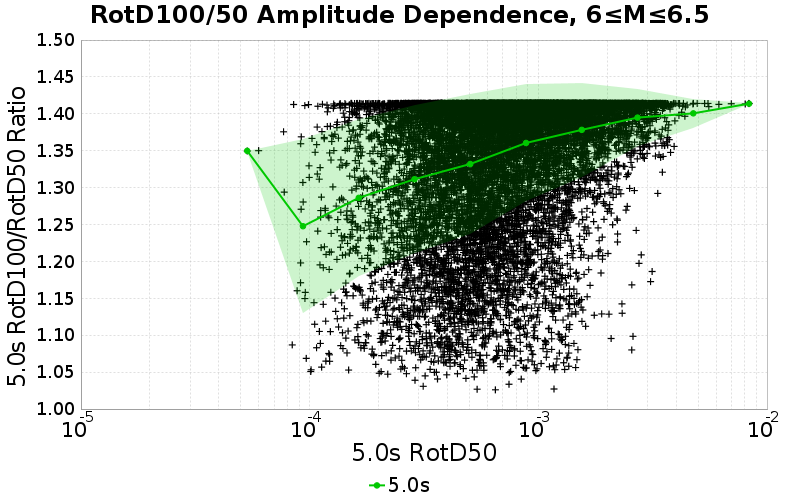 RotD100/50 Amplitude Dependence, 6≤M≤6.5
5.0s RotD100/RotD50 Ratio
1.50
1.45
1.40
1.35
1.30
1.25
1.20
1.15
1.10
1.05
1.00
10-5 10-4 10-3 10-2
5.0s RotD50
5.0s